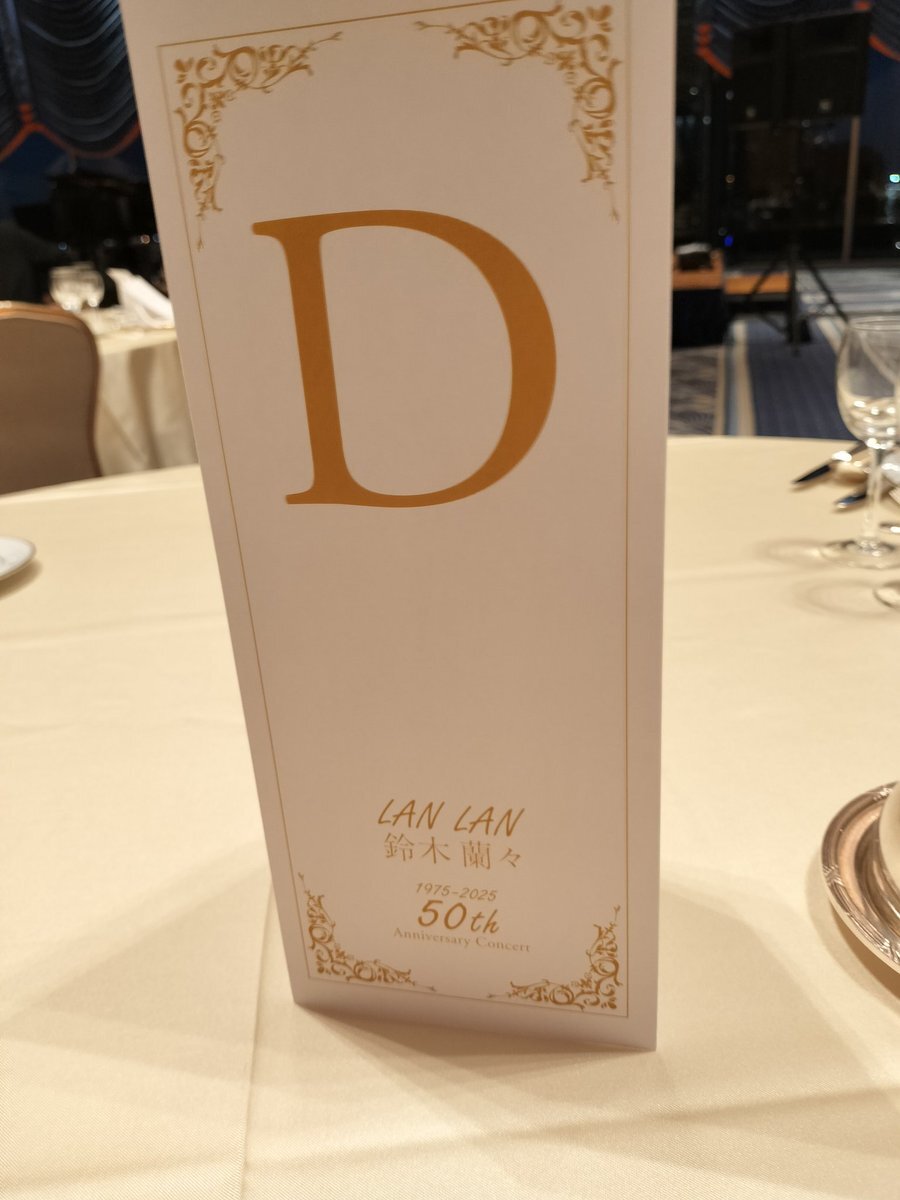 D
LAN LAN
鈴木 蘭々
1975-2025
50th
Anniversary Concert